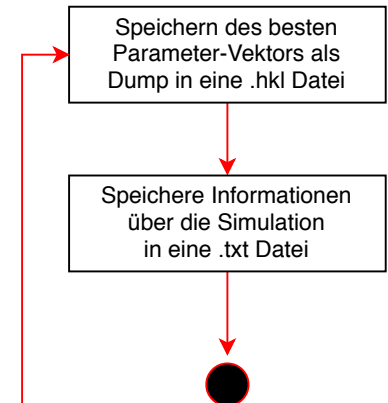 Speichern des besten
Parameter-Vektors als
Dump in eine .hkl Datei
Speichere Informationen
über die Simulation
in eine .txt Datei